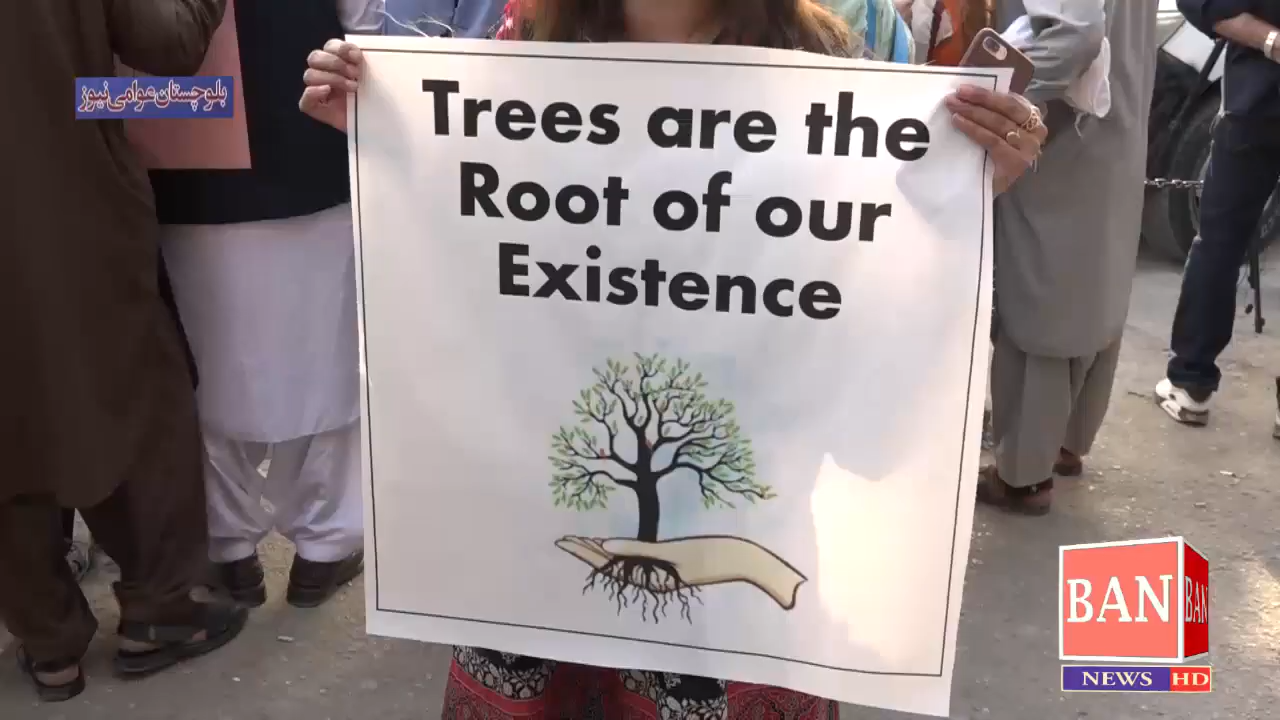 بلوچستان عوامی نیوز
Trees are the
Root of our
Existence
BAN
BAN
NEWS HD